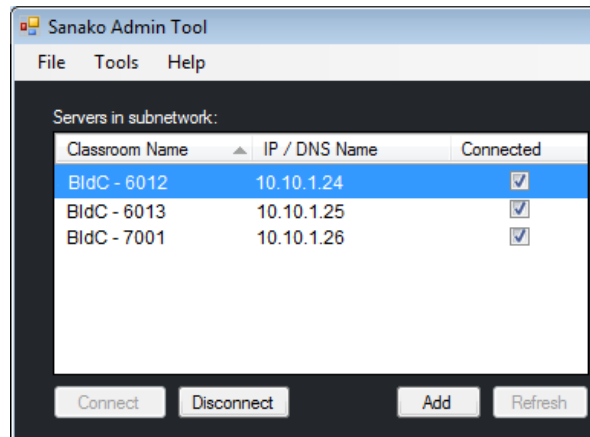 Sanako Admin Tool
File Tools Help
Servers in subnetwork:
Classroom Name IP / DNS Name Connected
BldC - 6012 10.10.1.24
BldC - 6013 10.10.1.25
BldC - 7001 10.10.1.26
Connect Disconnect Add Refresh